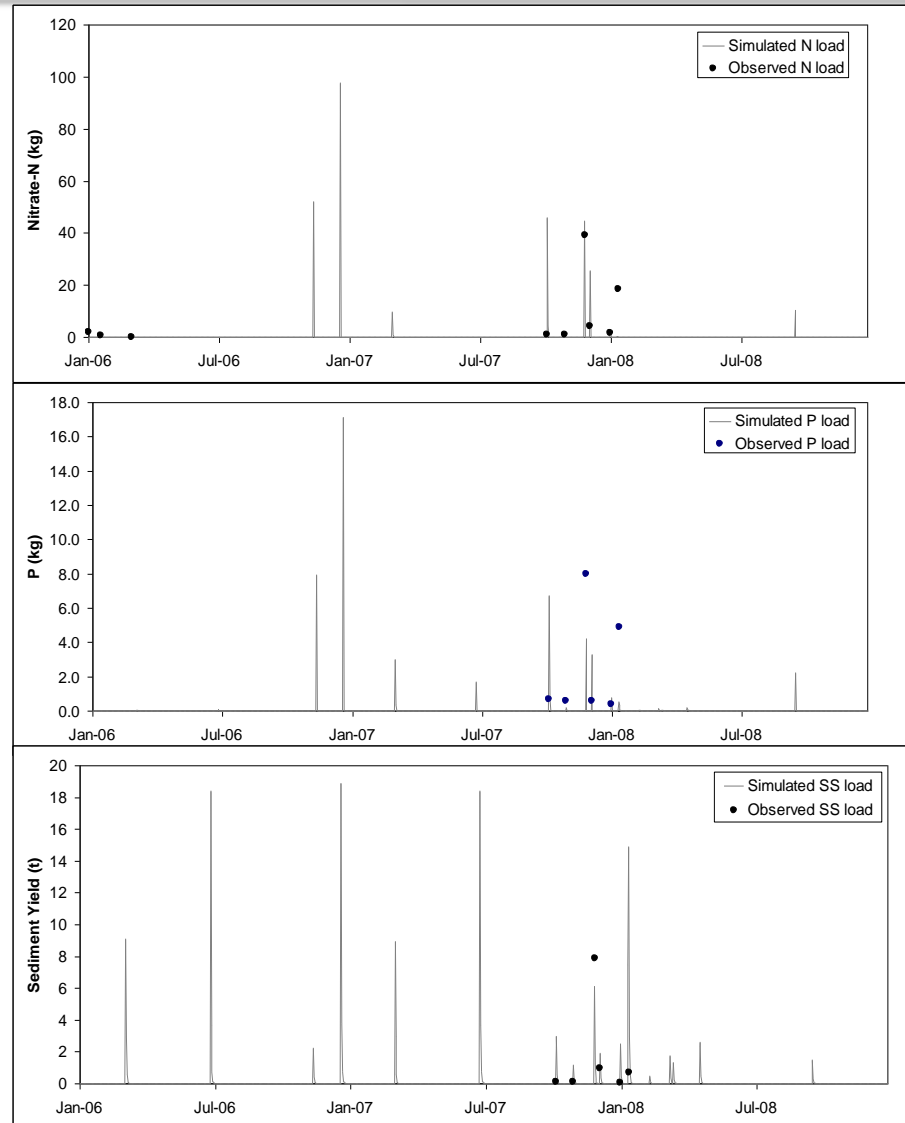 120
100
80
60
40
20
0
Nitrate-N (kg)
Simulated N load
Observed N load
Jan-06 Jul-06 Jan-07 Jul-07 Jan-08 Jul-08
18.0
16.0
14.0
12.0
10.0
8.0
6.0
4.0
2.0
0.0
P (kg)
Simulated P load
Observed P load
Jan-06 Jul-06 Jan-07 Jul-07 Jan-08 Jul-08
20
18
16
14
12
10
8
6
4
2
0
Sediment Yield (t)
Simulated SS load
Observed SS load
Jan-06 Jul-06 Jan-07 Jul-07 Jan-08 Jul-08